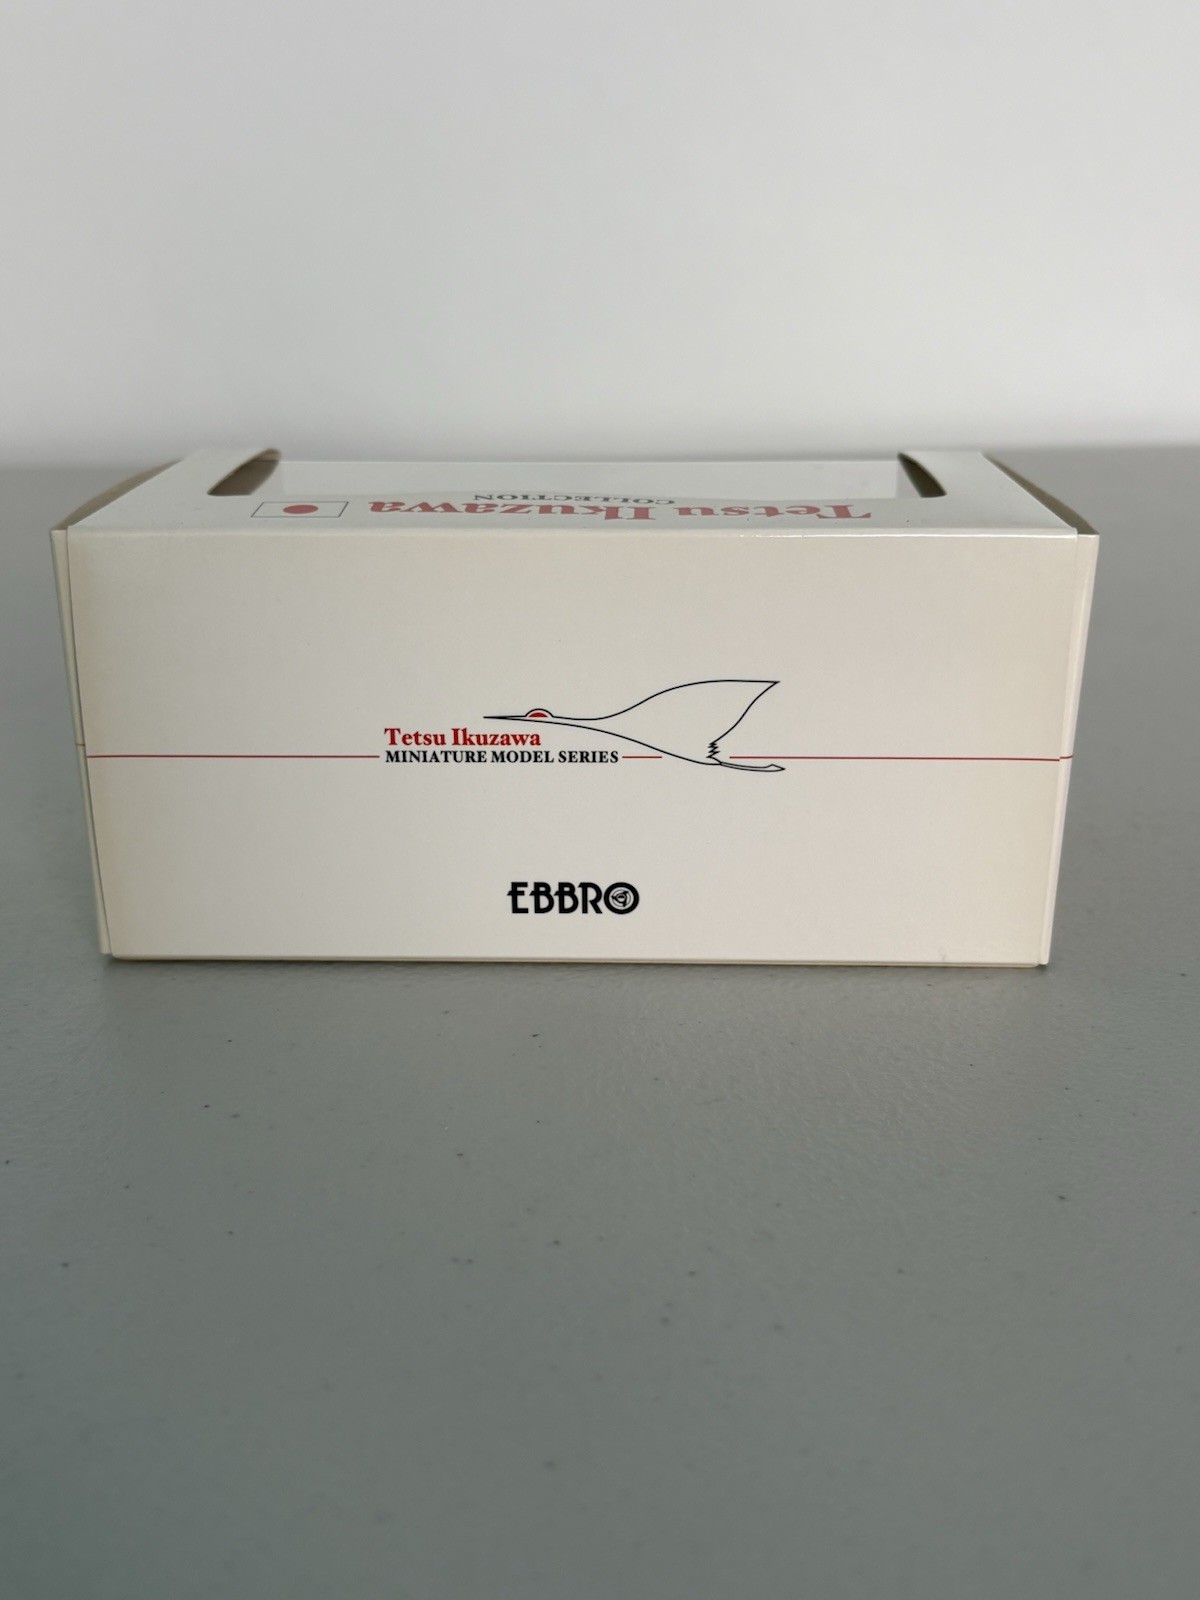 Tetsu Ikuzawa
COLLECTION
Tetsu Ikuzawa
MINIATURE MODEL SERIES
EBBRO